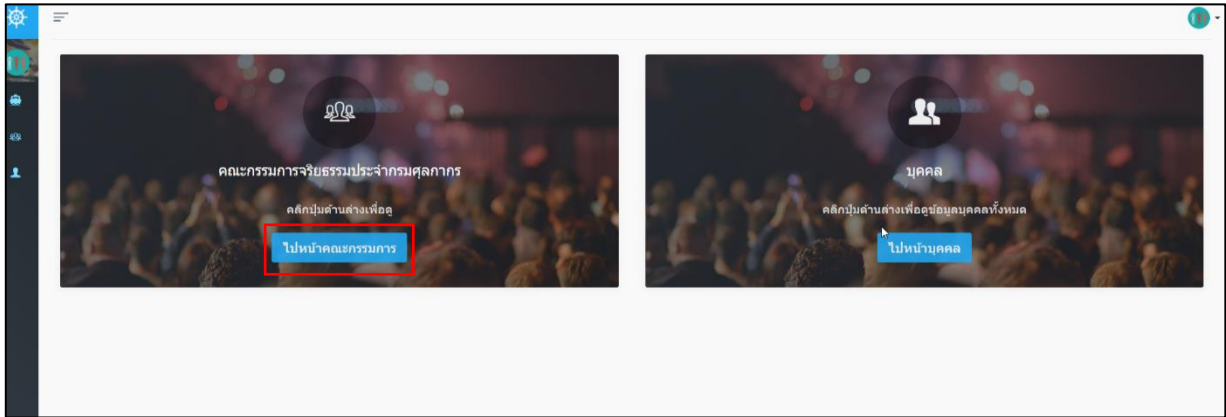 คณะกรรมการจริยธรรมประจำกรมศุลกากร
คลิกปุ่มด้านล่างเพื่อดู
ไปหน้าคณะกรรมการ
บุคคล
คลิกปุ่มด้านล่างเพื่อดูข้อมูลบุคคลทั้งหมด
ไปหน้าบุคคล